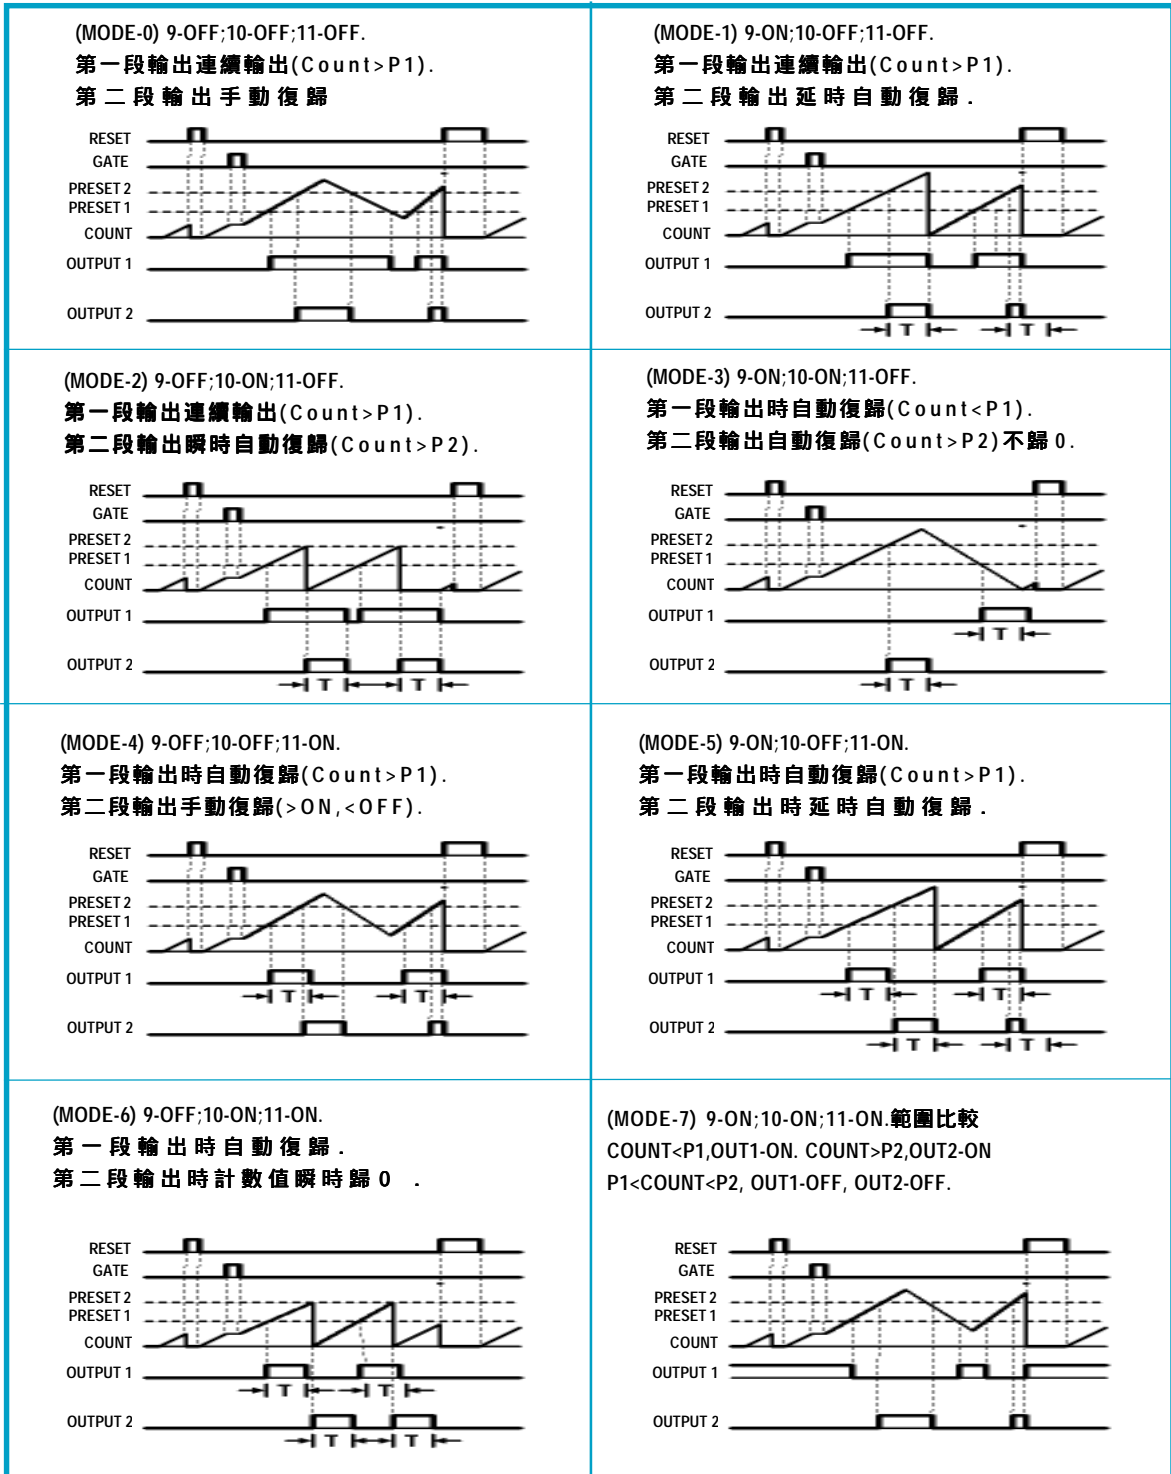 (MODE-0) 9-OFF;10-OFF;11-OFF.
第一段輸出連續輸出(Count>P1).
第二段輸出手動復歸
RESET
GATE
PRESET 2
PRESET 1
COUNT
OUTPUT 1
OUTPUT 2
(MODE-1) 9-ON;10-OFF;11-OFF.
第一段輸出連續輸出(Count>P1).
第二段輸出延時自動復歸.
RESET
GATE
PRESET 2
PRESET 1
COUNT
OUTPUT 1
OUTPUT 2
T T
(MODE-2) 9-OFF;10-ON;11-OFF.
第一段輸出連續輸出(Count>P1).
第二段輸出瞬時自動復歸(Count>P2).
RESET
GATE
PRESET 2
PRESET 1
COUNT
OUTPUT 1
OUTPUT 2
T T
(MODE-3) 9-ON;10-ON;11-OFF.
第一段輸出時自動復歸(Count<P1).
第二段輸出自動復歸(Count>P2)不歸0.
RESET
GATE
PRESET 2
PRESET 1
COUNT
OUTPUT 1
T
OUTPUT 2
T
(MODE-4) 9-OFF;10-OFF;11-ON.
第一段輸出時自動復歸(Count>P1).
第二段輸出手動復歸(>ON,<OFF).
RESET
GATE
PRESET 2
PRESET 1
COUNT
OUTPUT 1
T T
OUTPUT 2
(MODE-5) 9-ON;10-OFF;11-ON.
第一段輸出時自動復歸(Count>P1).
第二段輸出時延時自動復歸.
RESET
GATE
PRESET 2
PRESET 1
COUNT
OUTPUT 1
T T
OUTPUT 2
T T
(MODE-6) 9-OFF;10-ON;11-ON.
第一段輸出時自動復歸.
第二段輸出時計數值瞬時歸0 .
RESET
GATE
PRESET 2
PRESET 1
COUNT
OUTPUT 1
T T
OUTPUT 2
T T
(MODE-7) 9-ON;10-ON;11-ON.範圍比較
COUNT<P1,OUT1-ON. COUNT>P2,OUT2-ON
P1<COUNT<P2, OUT1-OFF, OUT2-OFF.
RESET
GATE
PRESET 2
PRESET 1
COUNT
OUTPUT 1
OUTPUT 2